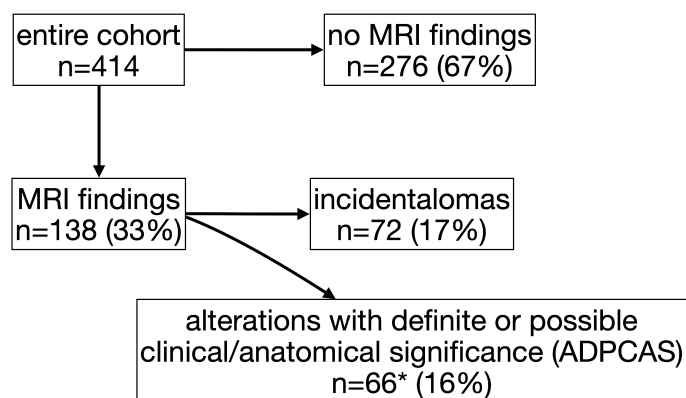 entire cohort
n=414
no MRI findings
n=276 (67%)
MRI findings
n=138 (33%)
incidentalomas
n=72 (17%)
alterations with definite or possible
clinical/anatomical significance (ADPCAS)
n=66* (16%)